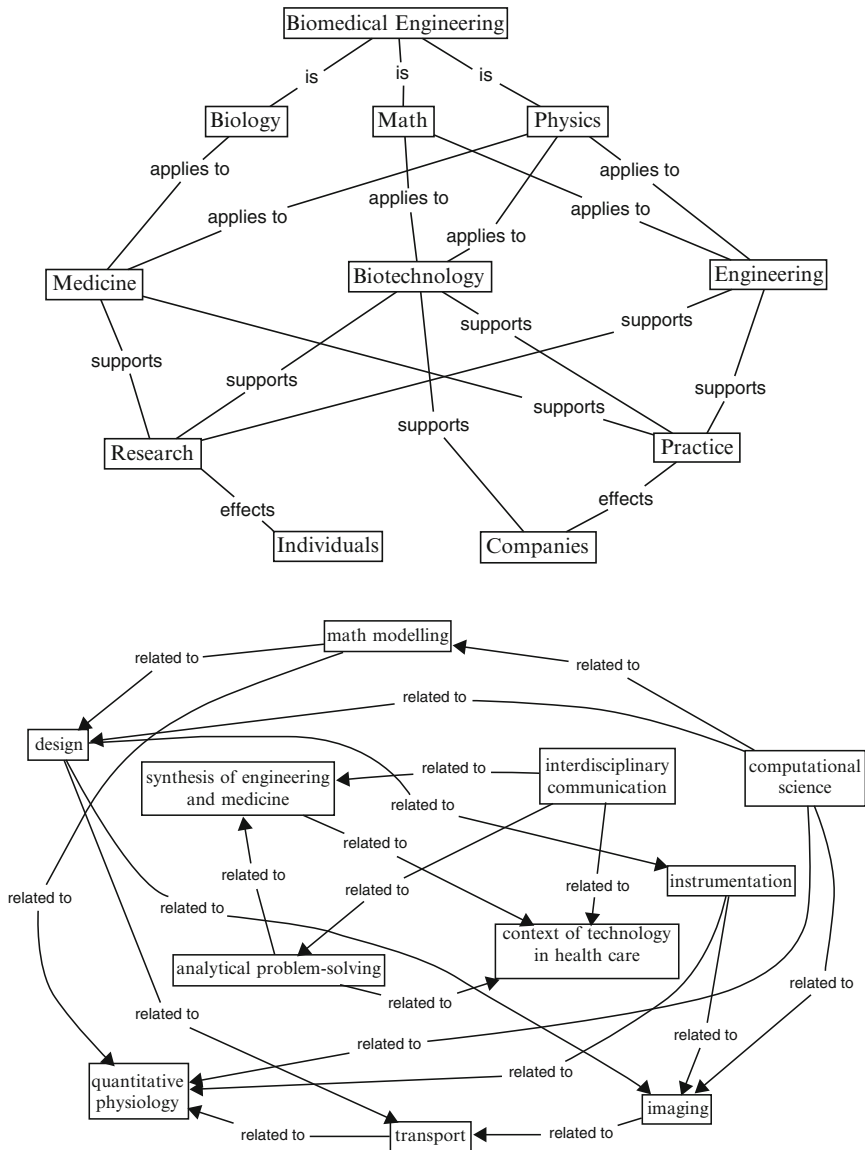 Biomedical Engineering
is
is
is
Biology
Math
Physics
applies to
applies to
applies to
applies to
applies to
applies to
Medicine
Biotechnology
Engineering
supports
supports
supports
supports
supports
supports
supports
Research
Practice
effects
effects
Individuals
Companies
math modelling
related to
related to
related to
design
synthesis of engineering
and medicine
related to
interdisciplinary
communication
computational
science
related to
related to
related to
related to
related to
instrumentation
related to
related to
related to
context of technology
in health care
analytical problem-solving
related to
related to
related to
related to
related to
related to
quantitative
physiology
imaging
related to
transport
related to